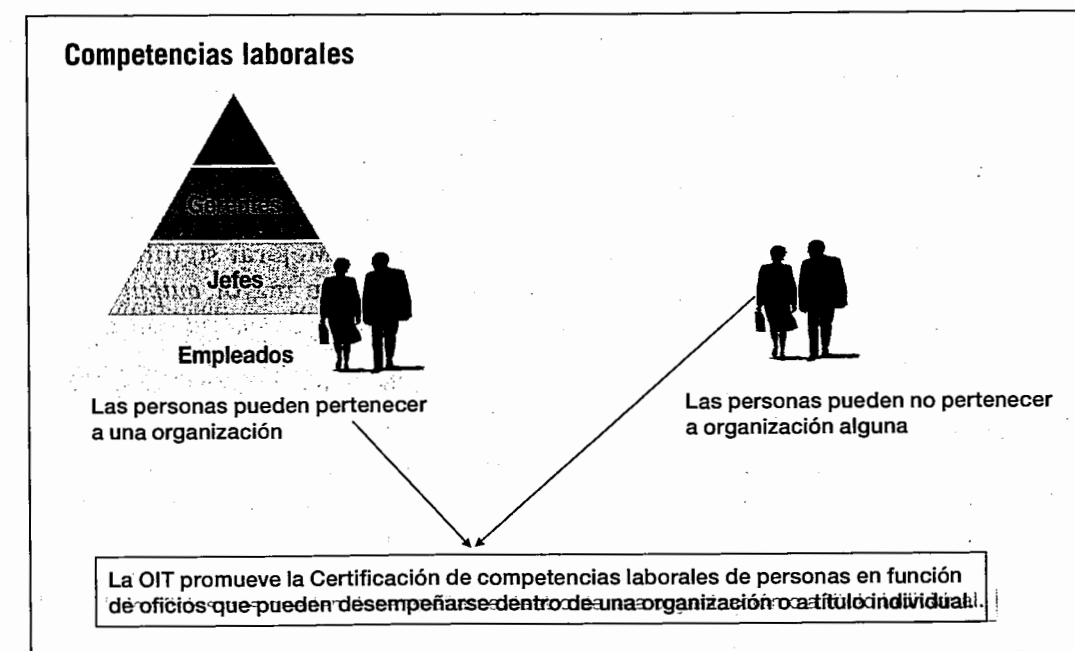 Competencias laborales
Gerentes
Jefes
Empleados
Las personas pueden pertenecer
a una organización
Las personas pueden no pertenecer
a organización alguna
La OIT promueve la Certificación de competencias laborales de personas en función
de oficios que pueden desempeñarse dentro de una organización o a título individual.